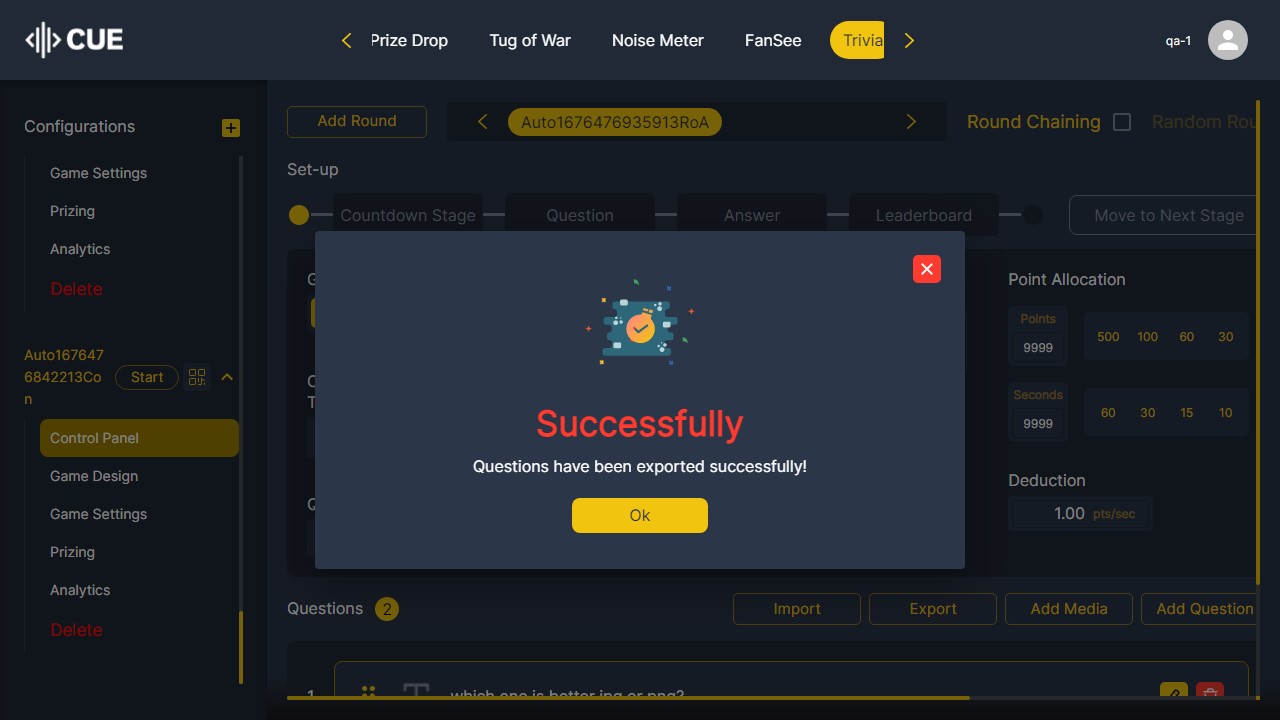 CUE
Prize Drop
Tug of War
Noise Meter
FanSee
Trivia
qa-1
Configurations
Game Settings
Prizing
Analytics
Delete
Auto167647
6842213Co
n
Start
Control Panel
Game Design
Game Settings
Prizing
Analytics
Delete
Add Round
Auto1676476935913RoA
Round Chaining
Random Rou
Set-up
Countdown Stage
Question
Answer
Leaderboard
Move to Next Stage
G
C
T
Q
Successfully
Questions have been exported successfully!
Ok
Point Allocation
Points
9999
500
100
60
30
Seconds
9999
60
30
15
10
Deduction
1.00 pts/sec
Questions 2
Import
Export
Add Media
Add Question
1
which one is better jpg or png?